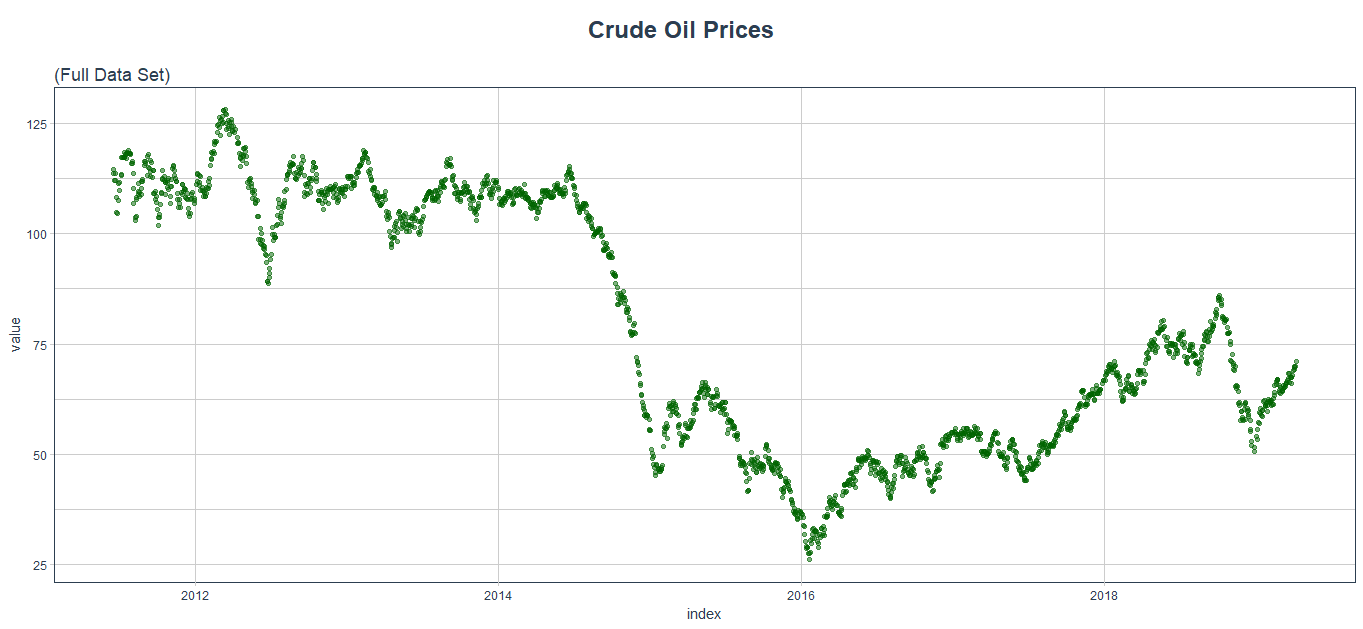 Crude Oil Prices
(Full Data Set)
125
100
75
50
25
value
2012 2014 2016 2018
index